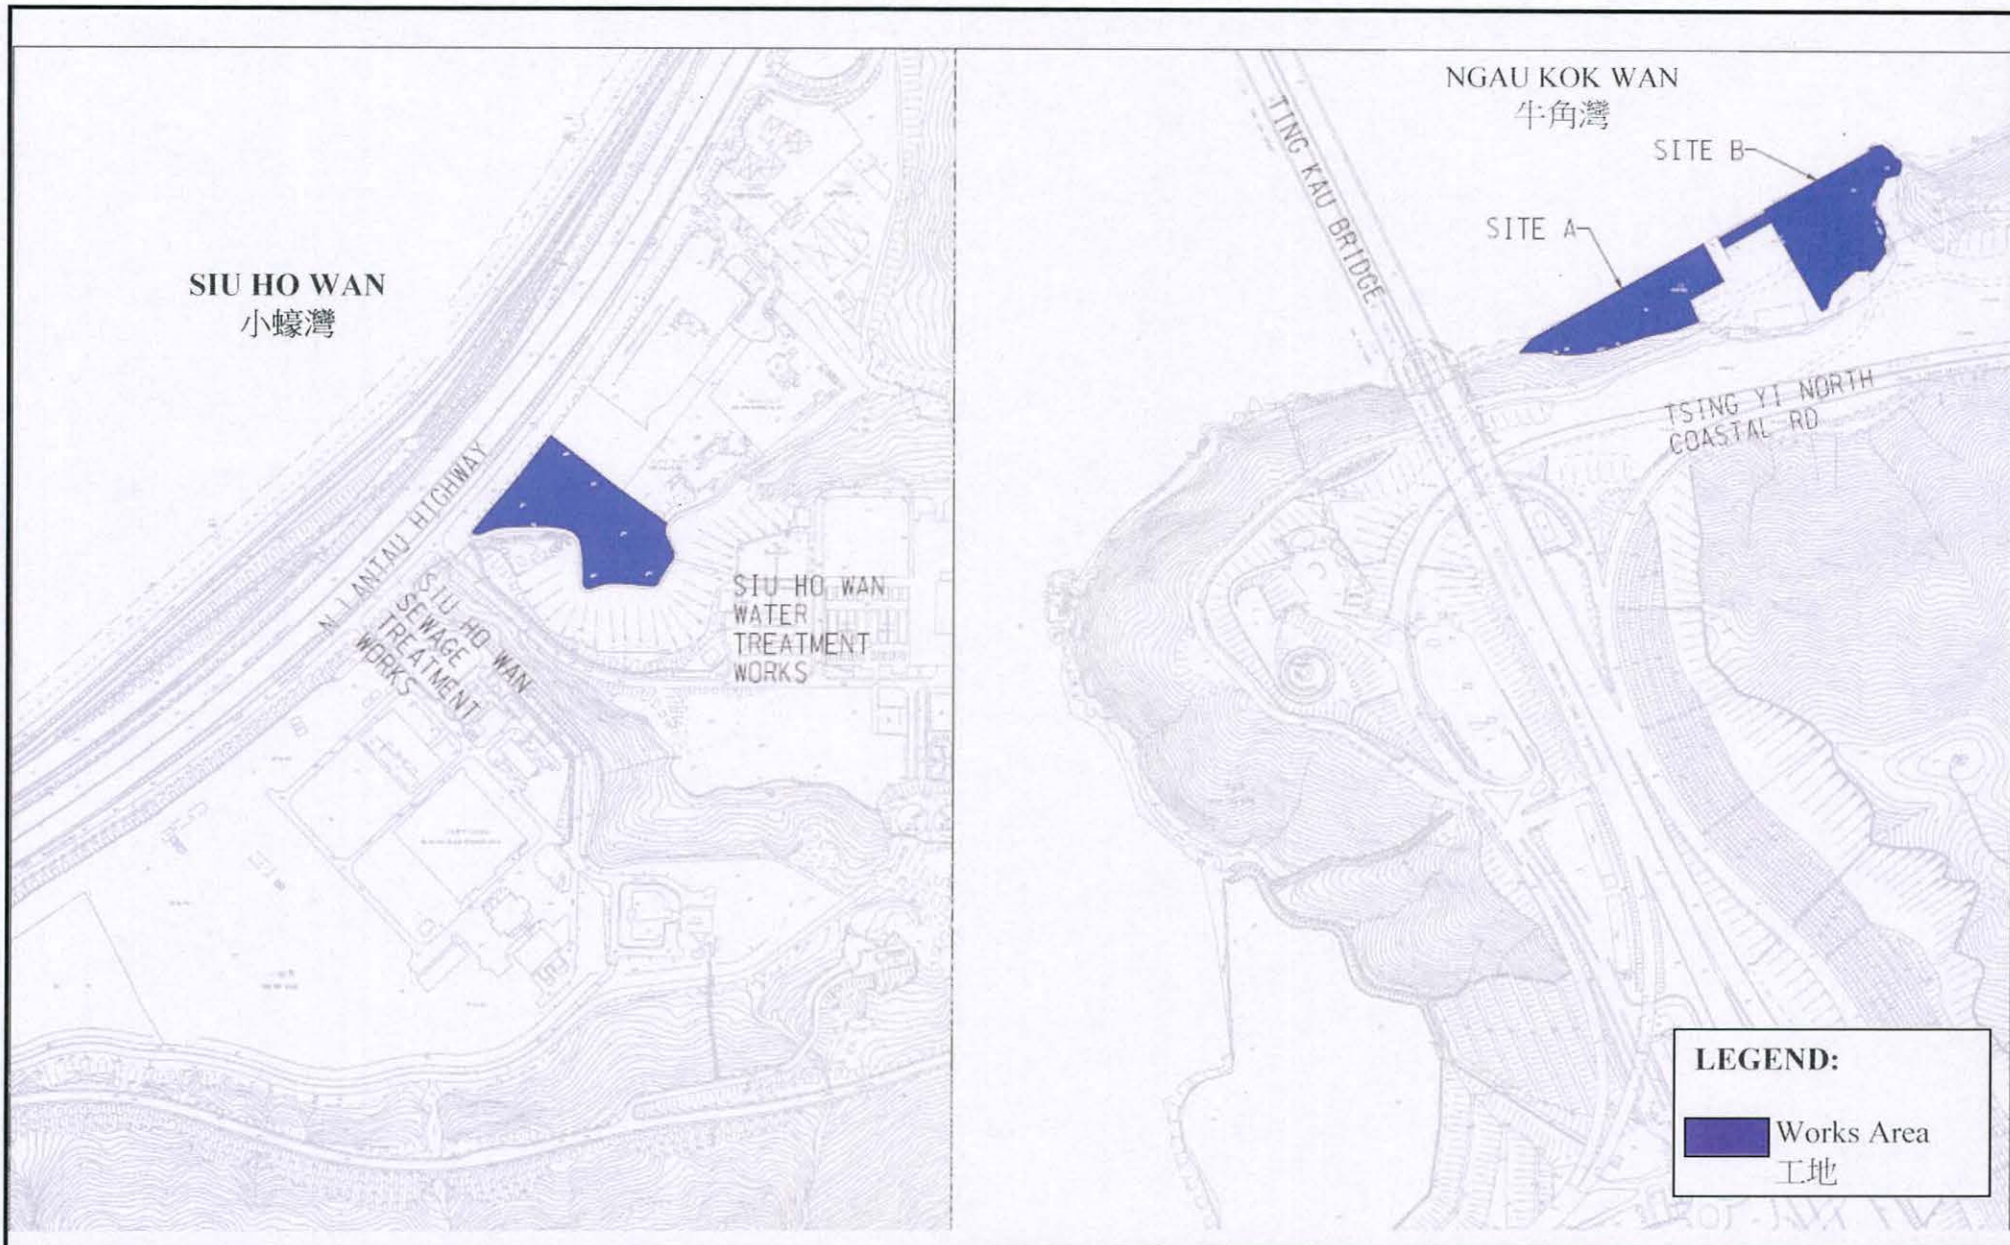 SIU HO WAN
小蠔灣
N LANTAU HIGHWAY
SIU HO WAN
SEWAGE
TREATMENT
WORKS
SIU HO WAN
WATER
TREATMENT
WORKS
NGAU KOK WAN
牛角灣
TING KAU BRIDGE
SITE B
SITE A
TSING YI NORTH
COASTAL RD
LEGEND:
Works Area
工地